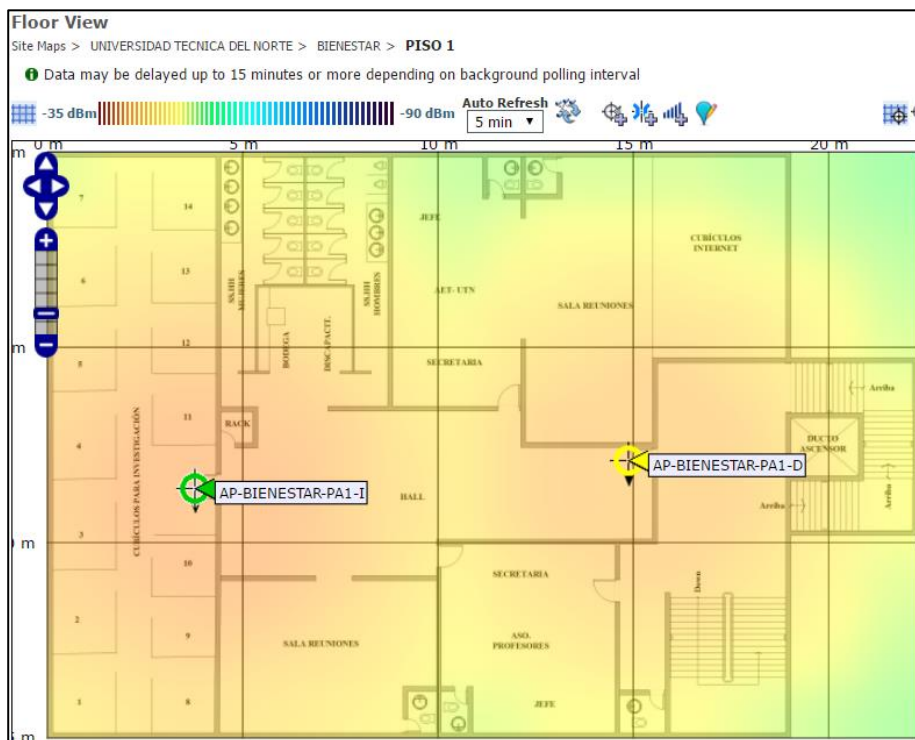 Floor View
Site Maps > UNIVERSIDAD TECNICA DEL NORTE > BIENESTAR > PISO 1
Data may be delayed up to 15 minutes or more depending on background polling interval
-35 dBm -90 dBm Auto Refresh
5 min
0 m 5 m 10 m 15 m 20 m
m
7
14
JEFE
CUBÍCULOS
INTERNET
6
13
SS.HH
MUJERES
SS.HH
HOMBRES
AET- UTN
SALA REUNIONES
BODEGA
DISCAPACIT.
12
m
5
SECRETARIA
Arriba
11
RACK
4
CUBÍCULOS PARA INVESTIGACIÓN
DUCTO
ASCENSOR
AP-BIENESTAR-PA1-D
AP-BIENESTAR-PA1-I
HALL
Arriba
Arriba
3
0 m
10
SECRETARIA
Down
2
9
SALA REUNIONES
ASO.
PROFESORES
1
8
JEFE
5 m